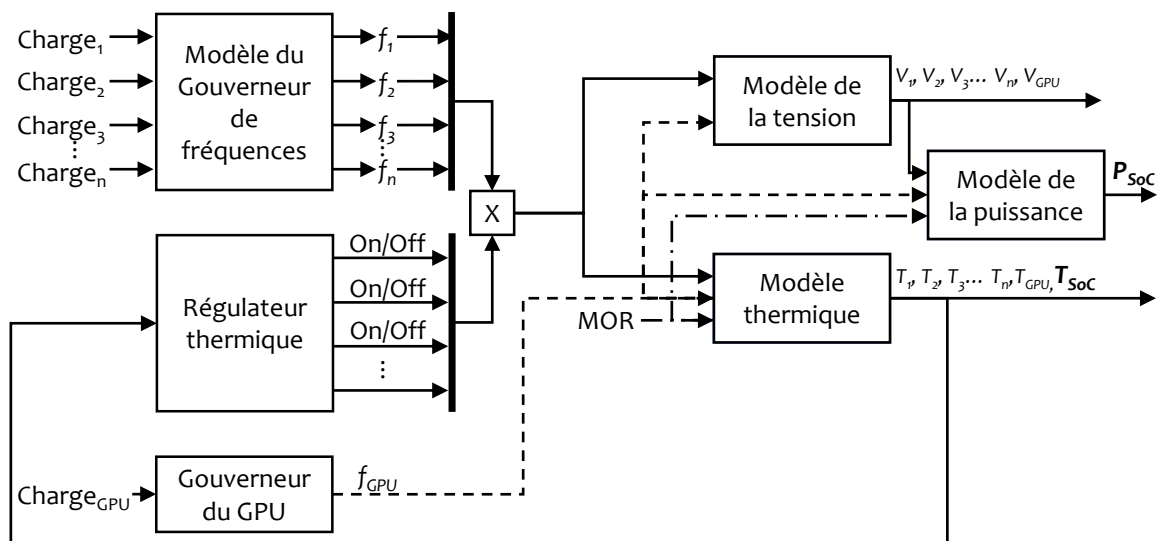 Charge1
Charge2
Charge3
⋮
Chargen
Modèle du
Gouverneur
de
fréquences
f1
f2
f3
⋮
fn
X
Régulateur
thermique
On/Off
On/Off
On/Off
⋮
ChargeGPU
Gouverneur
du GPU
fGPU
MOR
Modèle de
la tension
V1, V2, V3... Vn, VGPU
Modèle de
la puissance
PSoC
Modèle
thermique
T1, T2, T3... Tn,TGPU,TSoC